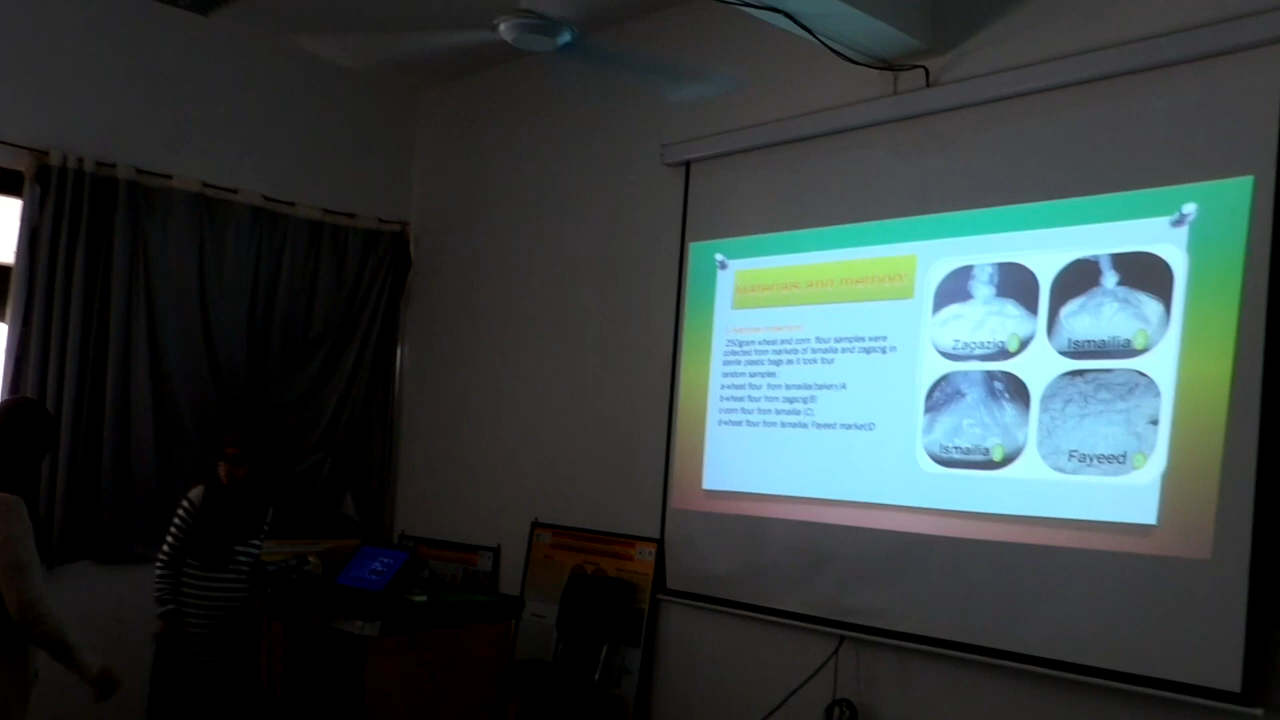 Materials and method:
1-Sample collection:
250gram wheat and corn flour samples were
collected from markets of Ismailia and zagazig in
sterile plastic bags as it took four
random samples:
a-wheat flour from Ismailia(bakery)A
b-wheat flour from zagazig(B)
c-corn flour from Ismailia (C).
d-wheat flour from Ismailia( Fayeed market)D
Zagazig
Ismailia
Ismailia
Fayeed